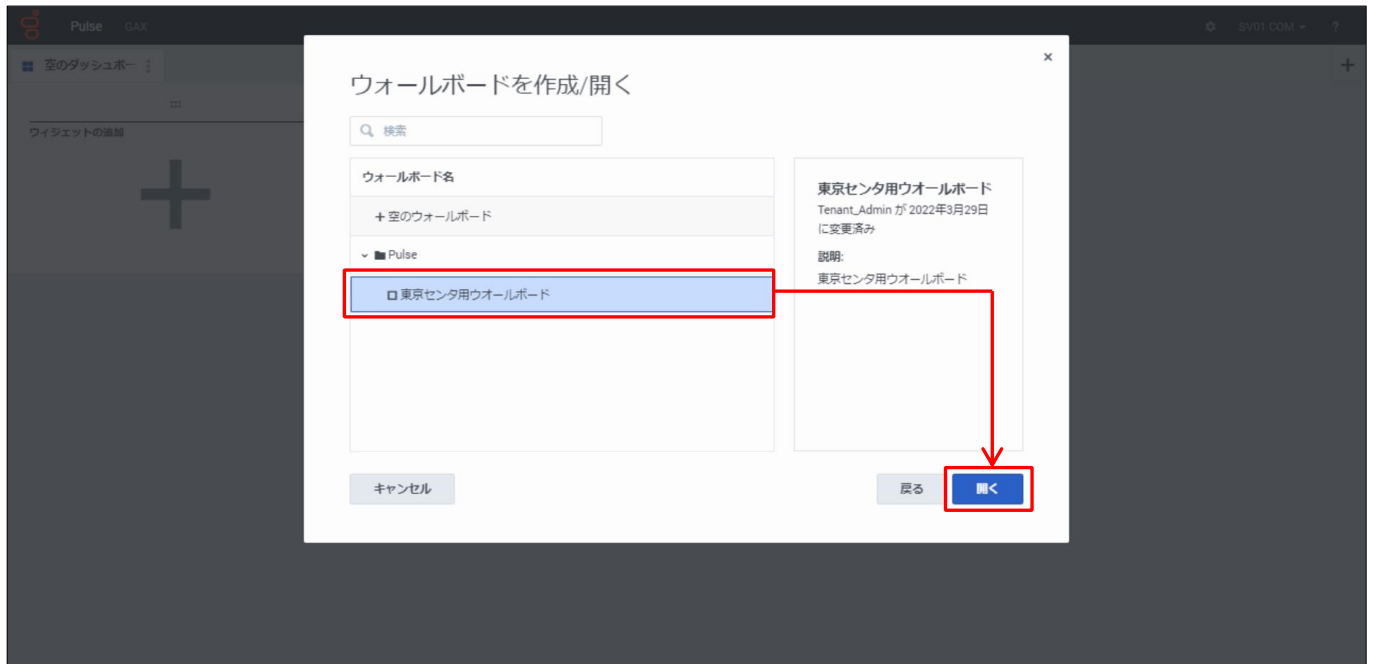 Pulse GAX SV01.COM ?
空のダッシュボー
ウィジェットの追加
ウォールボードを作成/開く
検索
ウォールボード名
空のウォールボード
Pulse
東京センタ用ウオールボード
東京センタ用ウオールボード
Tenant_Admin が 2022年3月29日
に変更済み
説明:
東京センタ用ウオールボード
キャンセル 戻る 開く